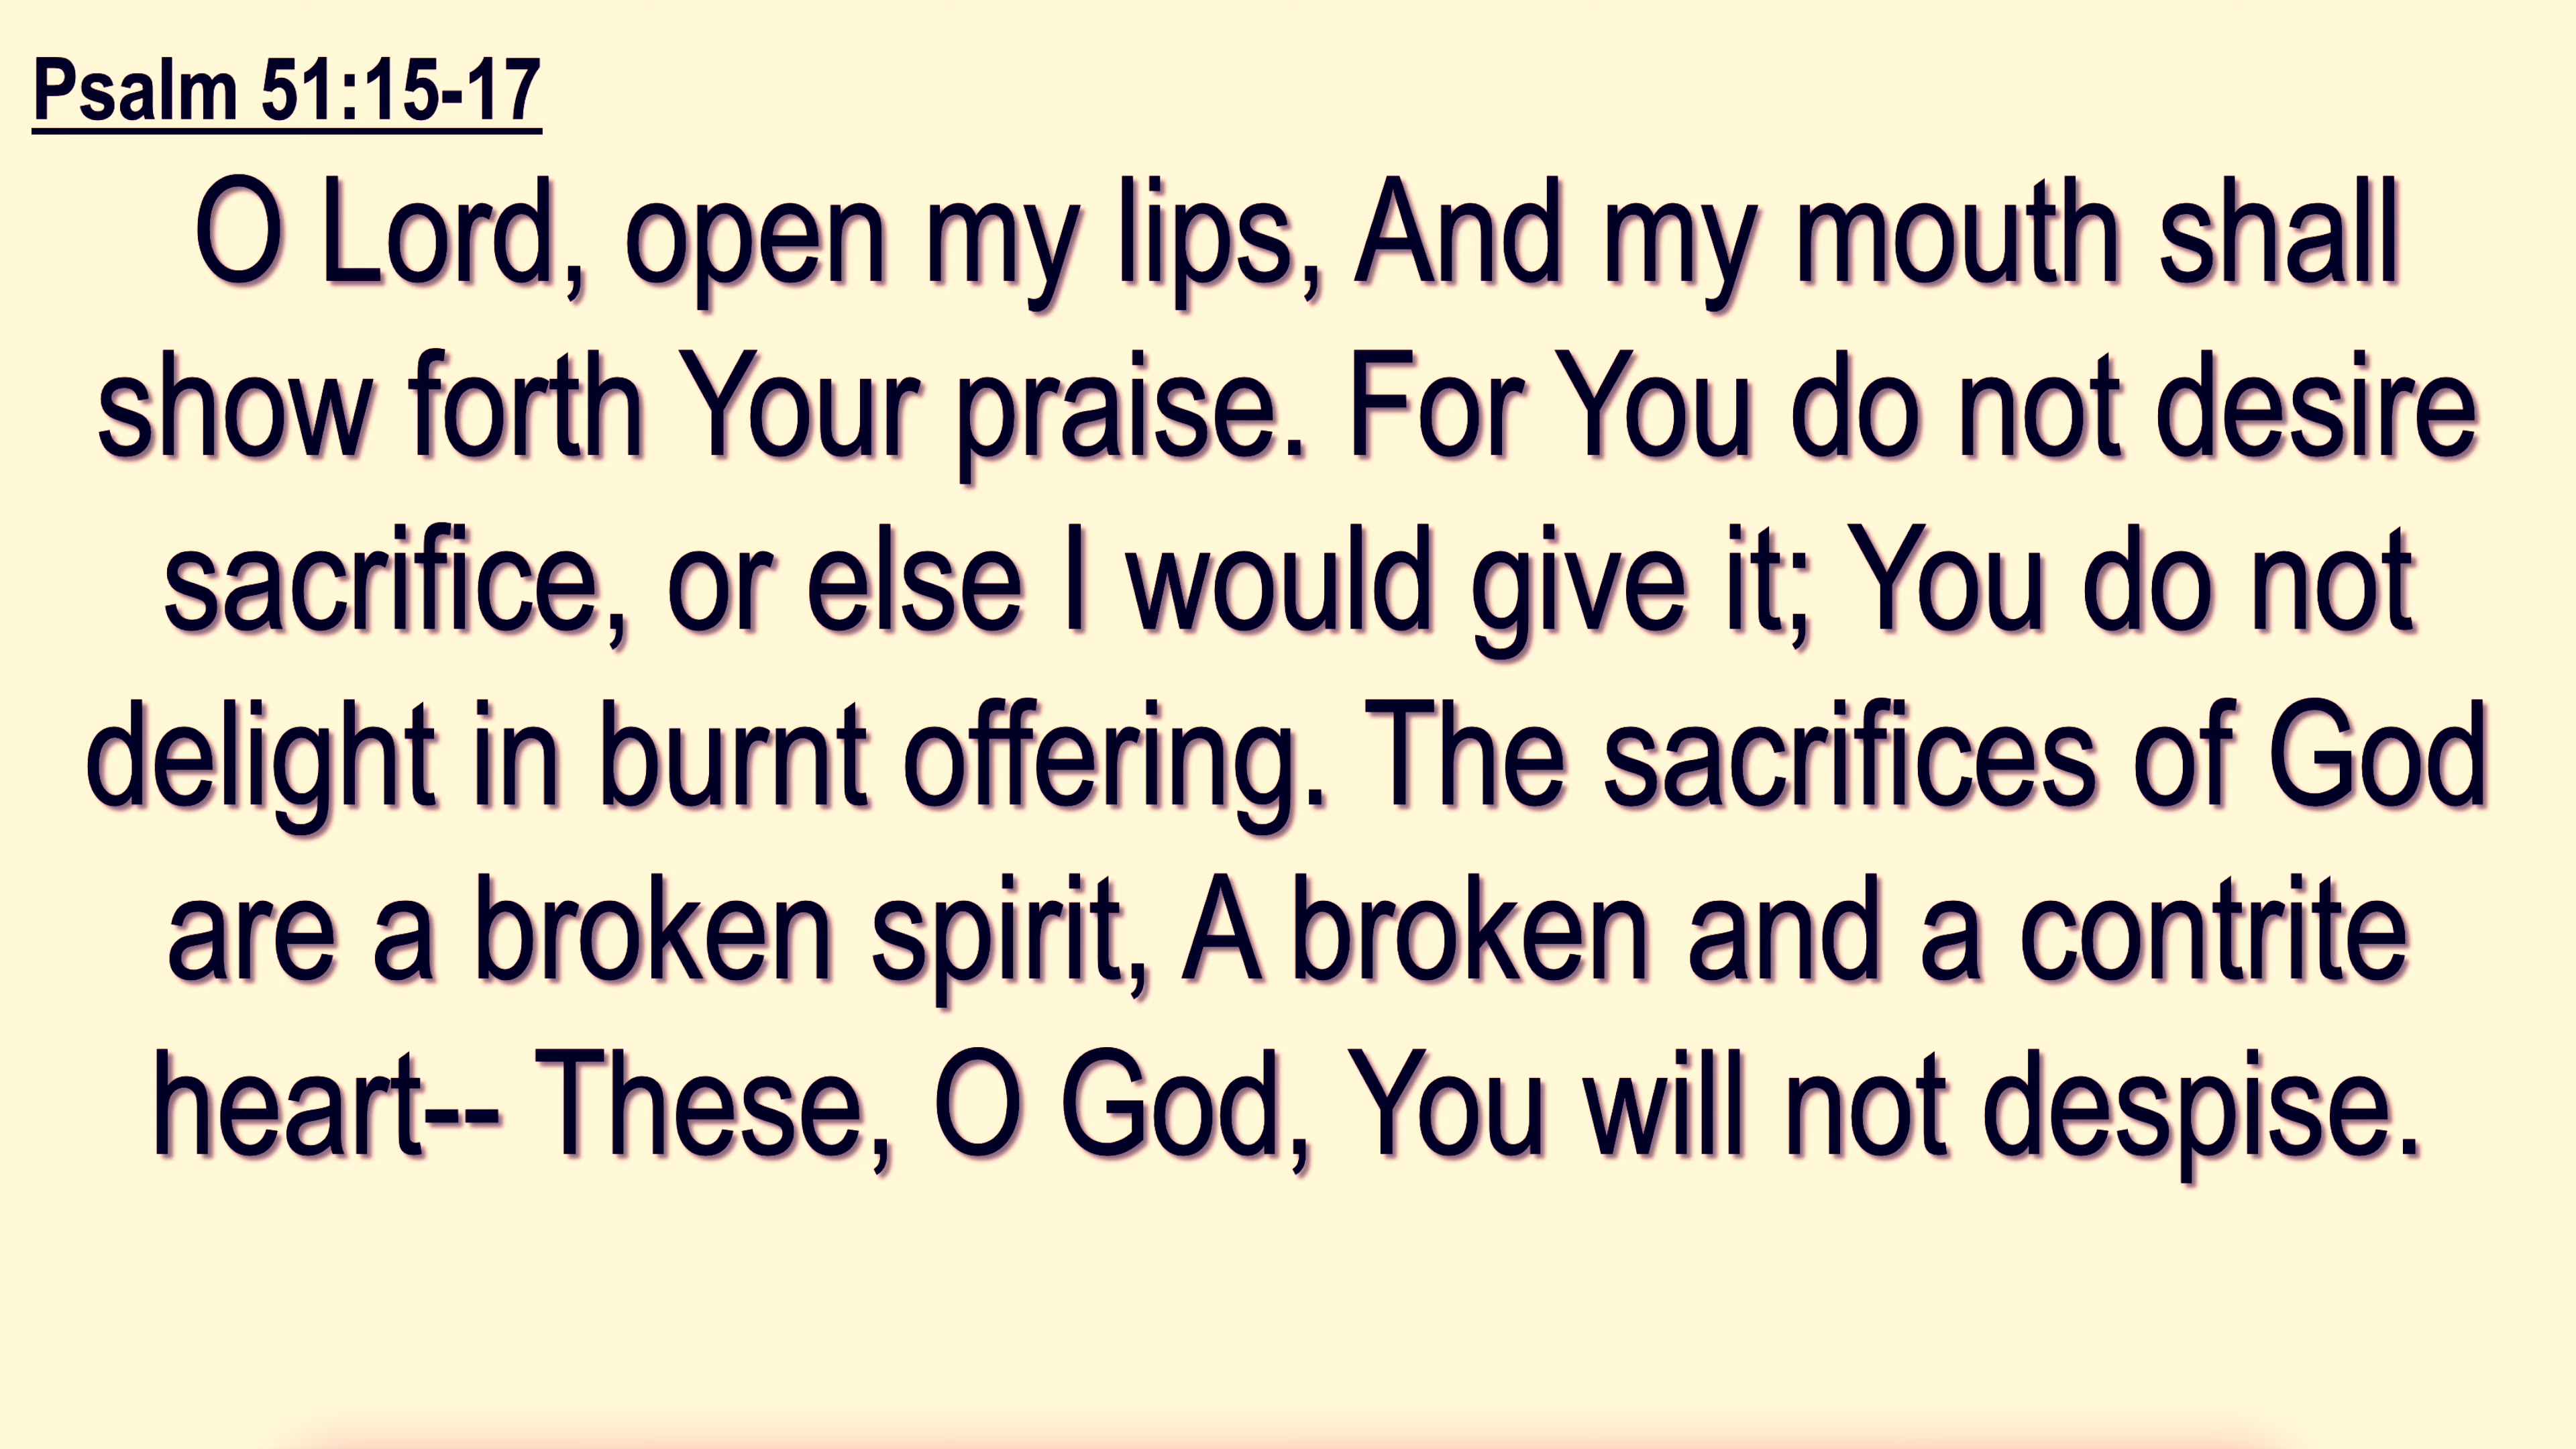 Psalm 51:15-17
O Lord, open my lips, And my mouth shall
show forth Your praise. For You do not desire
sacrifice, or else I would give it; You do not
delight in burnt offering. The sacrifices of God
are a broken spirit, A broken and a contrite
heart-- These, O God, You will not despise.